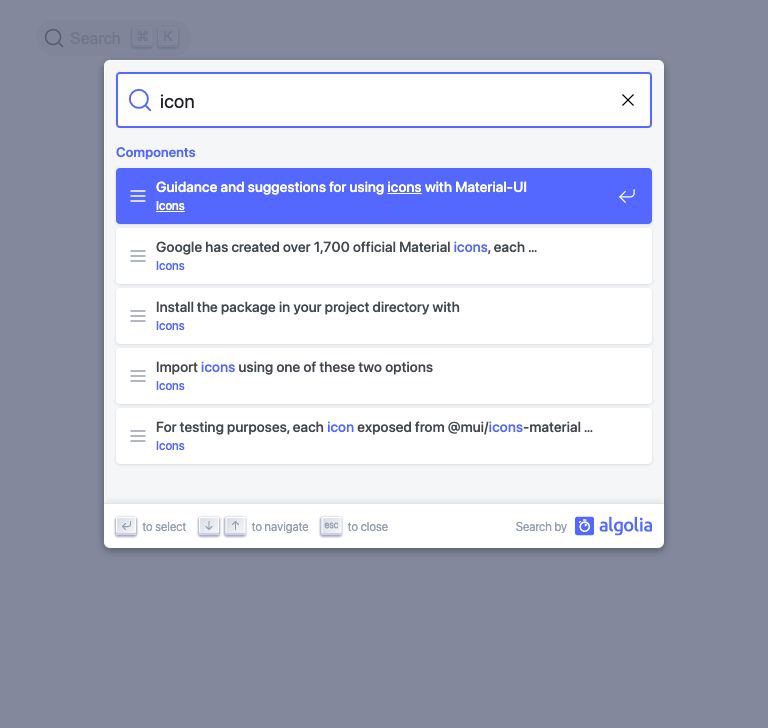 Search ⌘ K
icon
Components
Guidance and suggestions for using icons with Material-UI
Icons
Google has created over 1,700 official Material icons, each ...
Icons
Install the package in your project directory with
Icons
Import icons using one of these two options
Icons
For testing purposes, each icon exposed from @mui/icons-material ...
Icons
to select to navigate esc to close Search by algolia